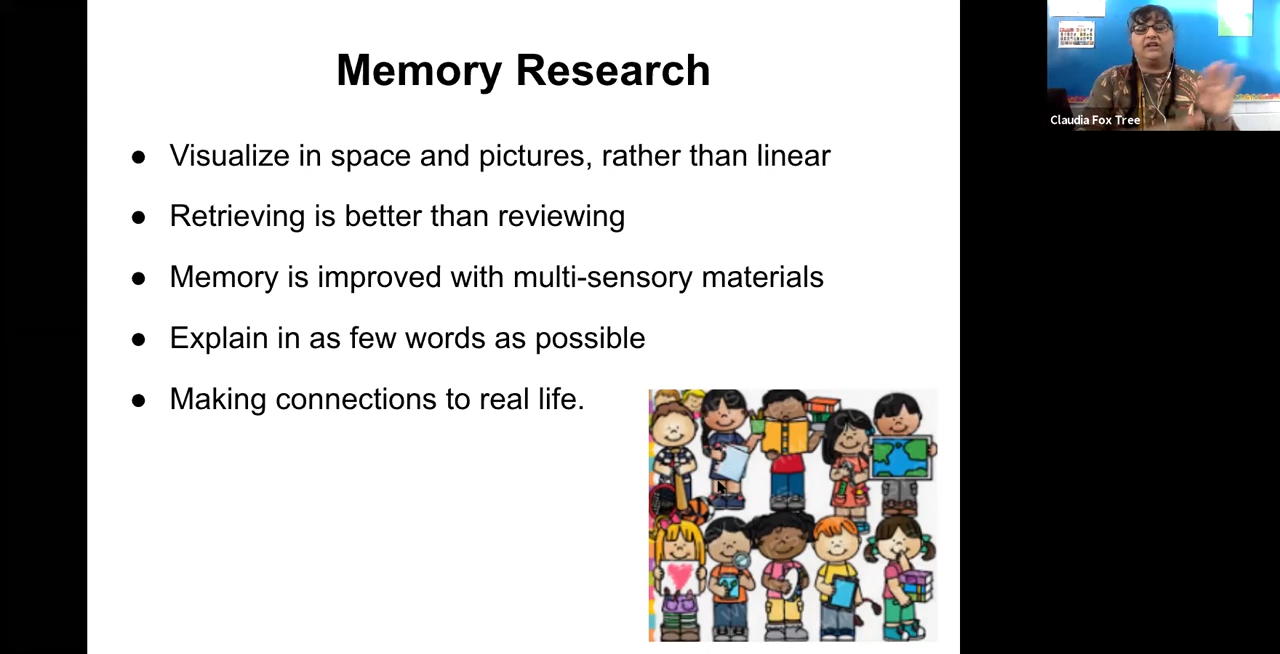 Memory Research
● Visualize in space and pictures, rather than linear
● Retrieving is better than reviewing
● Memory is improved with multi-sensory materials
● Explain in as few words as possible
● Making connections to real life.
Claudia Fox Tree